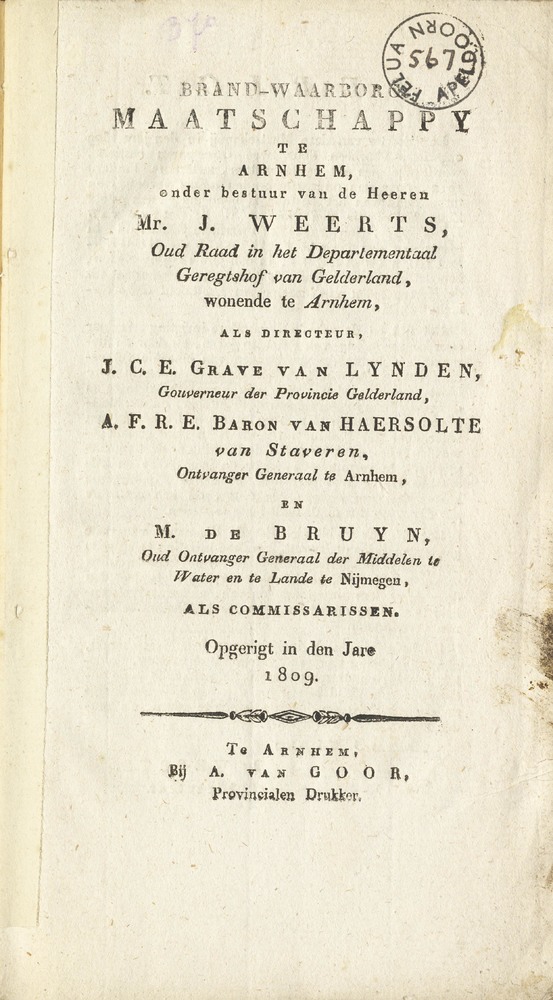 FELUA
APELDOORN
567
BRAND-WAARBORG
MAATSCHAPPY
TE
ARNHEM,
onder bestuur van de Heeren
Mr. J. WEERTS,
Oud Raad in het Departementaal
Geregtshof van Gelderland,
wonende te Arnhem,
ALS DIRECTEUR,
J. C. E. GRAVE VAN LYNDEN,
Gouverneur der Provincie Gelderland,
A. F. R. E. BARON VAN HAERSOLTE
van Staveren,
Ontvanger Generaal te Arnhem,
EN
M. DE BRUYN,
Oud Ontvanger Generaal der Middelen te
Water en te Lande te Nijmegen,
ALS COMMISSARISSEN.
Opgerigt in den Jare
1809.
Te ARNHEM,
Bij A. VAN GOOR,
Provincialen Drukker.